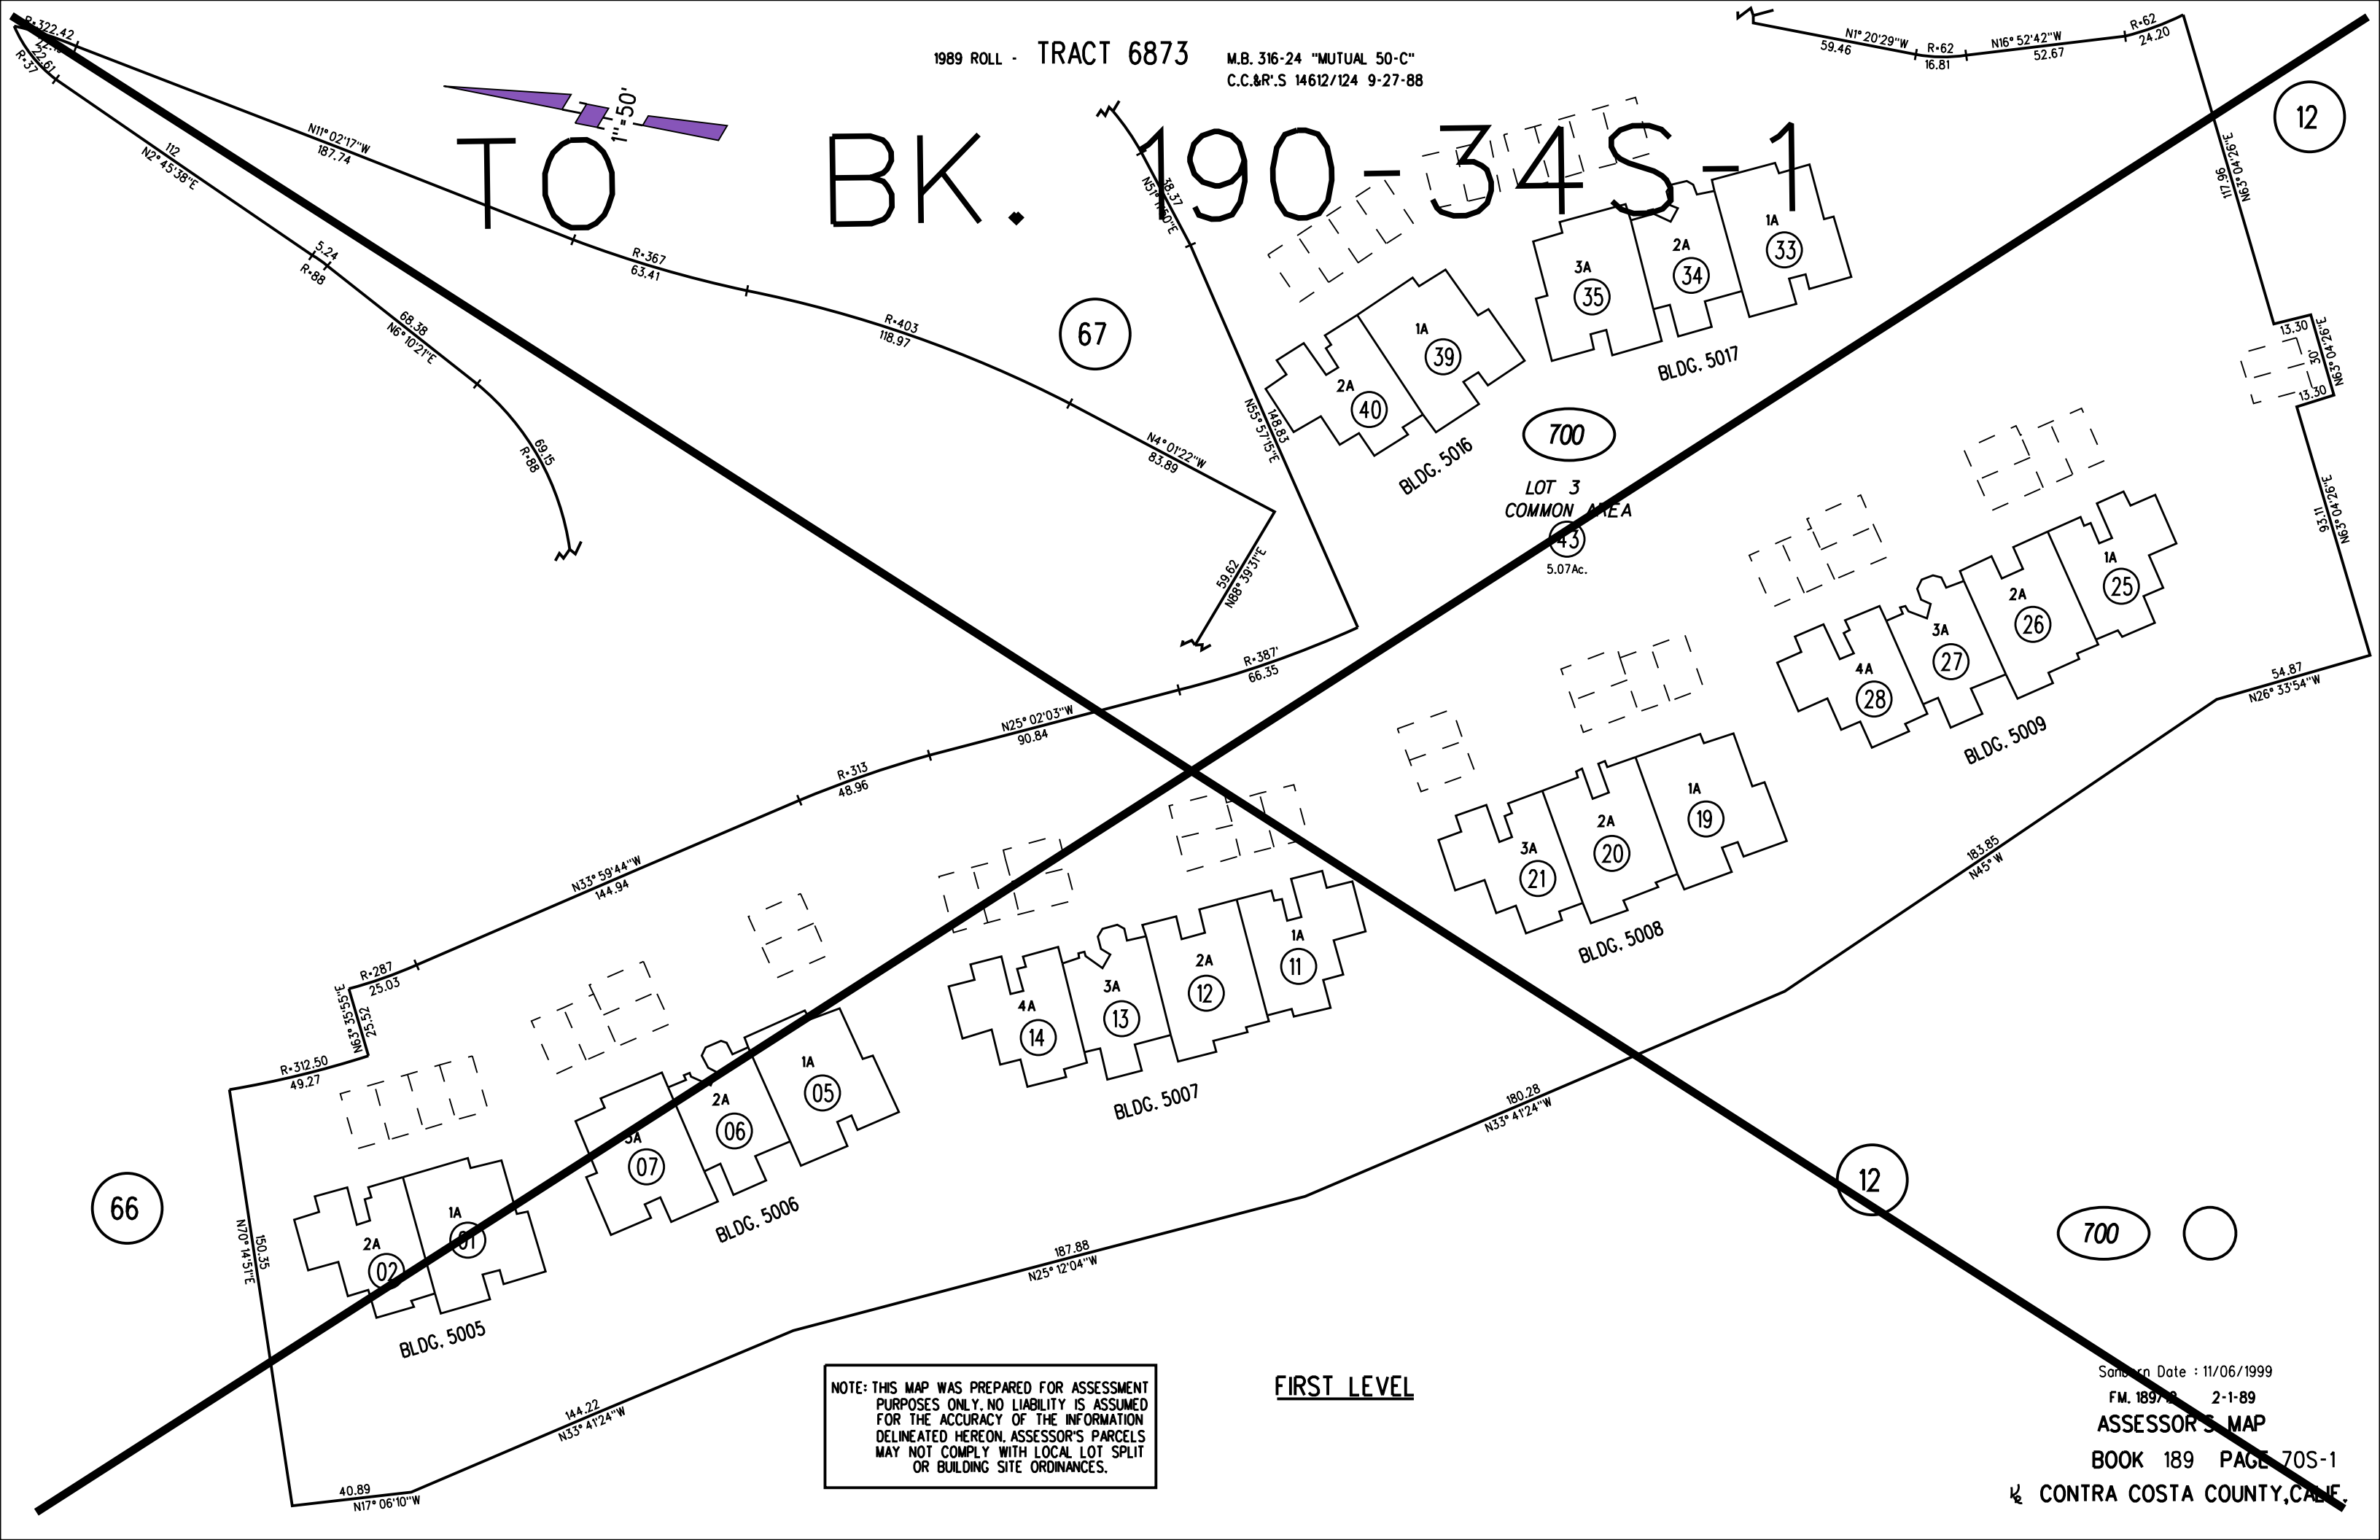 1989 ROLL - TRACT 6873 M.B. 316-24 "MUTUAL 50-C"
C.C.&R'.S 14612/124 9-27-88
1"=50'
TO BK. 190-34S-1
R=322.42
22.61
R=37
N11° 02'17"W
187.74
112
N2° 45'38"E
5.24
R=88
68.38
N6° 10'21"E
69.15
R=88
R=367
63.41
R=403
118.97
N4° 01'22"W
83.89
59.62
N88° 39'31"E
67
38.37
148.83
N55° 57'15"E
N1° 20'29"W
59.46
R=62
16.81
N16° 52'42"W
52.67
R=62
24.20
12
117.96
N63° 04'26"E
13.30
30'
N63° 04'26"E
13.30
93.11
N63° 04'26"E
54.87
N26° 33'54"W
183.85
N45° W
180.28
N33° 41'24"W
187.88
N25° 12'04"W
144.22
N33° 41'24"W
40.89
N17° 06'10"W
150.35
N70° 14'51"E
R=312.50
49.27
25.52
N63° 35'55"E
R=287
25.03
N33° 59'44"W
144.94
R=313
48.96
N25° 02'03"W
90.84
R=387'
66.35
2A
40
1A
39
BLDG. 5016
3A
35
2A
34
1A
33
BLDG. 5017
700
LOT 3
COMMON AREA
43
5.07Ac.
4A
28
3A
27
2A
26
1A
25
BLDG. 5009
3A
21
2A
20
1A
19
BLDG. 5008
4A
14
3A
13
2A
12
1A
11
BLDG. 5007
3A
07
2A
06
1A
05
BLDG. 5006
2A
02
1A
01
BLDG. 5005
66
12
700
NOTE: THIS MAP WAS PREPARED FOR ASSESSMENT
PURPOSES ONLY. NO LIABILITY IS ASSUMED
FOR THE ACCURACY OF THE INFORMATION
DELINEATED HEREON. ASSESSOR'S PARCELS
MAY NOT COMPLY WITH LOCAL LOT SPLIT
OR BUILDING SITE ORDINANCES.
FIRST LEVEL
Sanborn Date : 11/06/1999
2-1-89
ASSESSOR'S MAP
BOOK 189 PAGE 70S-1
CONTRA COSTA COUNTY, CALIF.